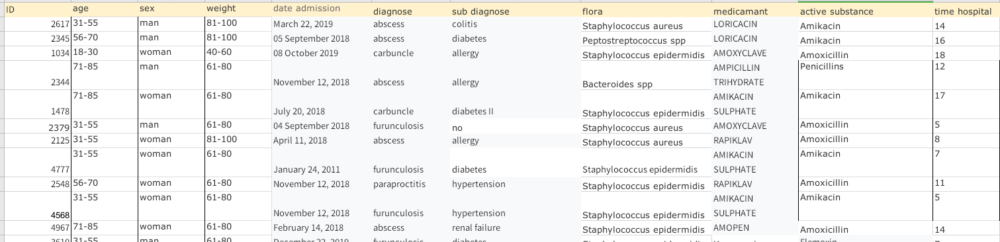 ID age sex weight date admission diagnose sub diagnose flora medicamant active substance time hospital
2617 31-55 man 81-100 March 22, 2019 abscess colitis Staphylococcus aureus LORICACIN Amikacin 14
2345 56-70 man 81-100 05 September 2018 abscess diabetes Peptostreptococcus spp LORICACIN Amikacin 16
1034 18-30 woman 40-60 08 October 2019 carbuncle allergy Staphylococcus epidermidis AMOXYCLAVE Amoxicillin 18
71-85 man 61-80 AMPICILLIN Penicillins 12
2344 November 12, 2018 abscess allergy Bacteroides spp TRIHYDRATE
71-85 woman 61-80 AMIKACIN Amikacin 17
1478 July 20, 2018 carbuncle diabetes II Staphylococcus epidermidis SULPHATE
2379 31-55 man 61-80 04 September 2018 furunculosis no Staphylococcus aureus AMOXYCLAVE Amoxicillin 5
2125 31-55 woman 81-100 April 11, 2018 abscess allergy Staphylococcus aureus RAPIKLAV Amoxicillin 8
31-55 woman 61-80 AMIKACIN Amikacin 7
4777 January 24, 2011 furunculosis diabetes Staphylococcus epidermidis SULPHATE
2548 56-70 woman 61-80 November 12, 2018 paraproctitis hypertension Staphylococcus epidermidis RAPIKLAV Amoxicillin 11
31-55 woman 61-80 AMIKACIN Amikacin 5
4568 November 12, 2018 furunculosis hypertension Staphylococcus epidermidis SULPHATE
4967 71-85 woman 61-80 February 14, 2018 abscess renal failure Staphylococcus epidermidis AMOPEN Amoxicillin 14
31-55 man 61-80 furunculosis diabetes